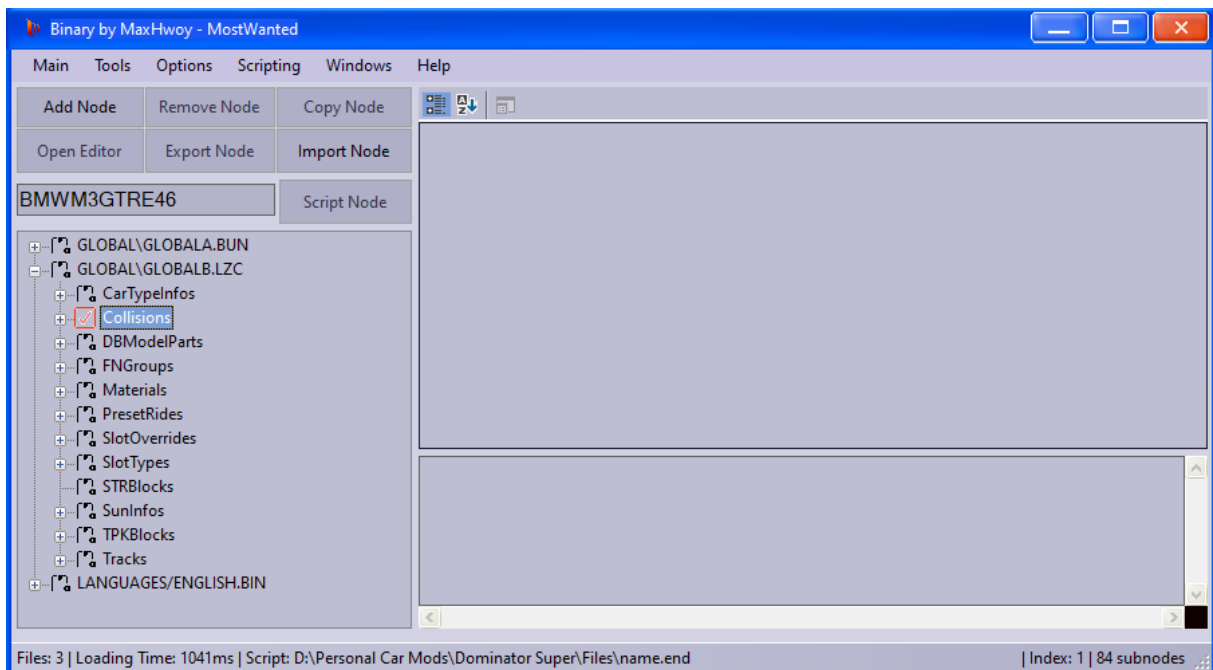 Binary by MaxHwoy - MostWanted
Main Tools Options Scripting Windows Help
Add Node Remove Node Copy Node
Open Editor Export Node Import Node
BMWM3GTRE46 Script Node
GLOBAL\GLOBALA.BUN
GLOBAL\GLOBALB.LZC
CarTypeInfos
Collisions
DBModelParts
FNGroups
Materials
PresetRides
SlotOverrides
SlotTypes
STRBlocks
SunInfos
TPKBlocks
Tracks
LANGUAGES/ENGLISH.BIN
Files: 3 | Loading Time: 1041ms | Script: D:\Personal Car Mods\Dominator Super\Files\name.end | Index: 1 | 84 subnodes